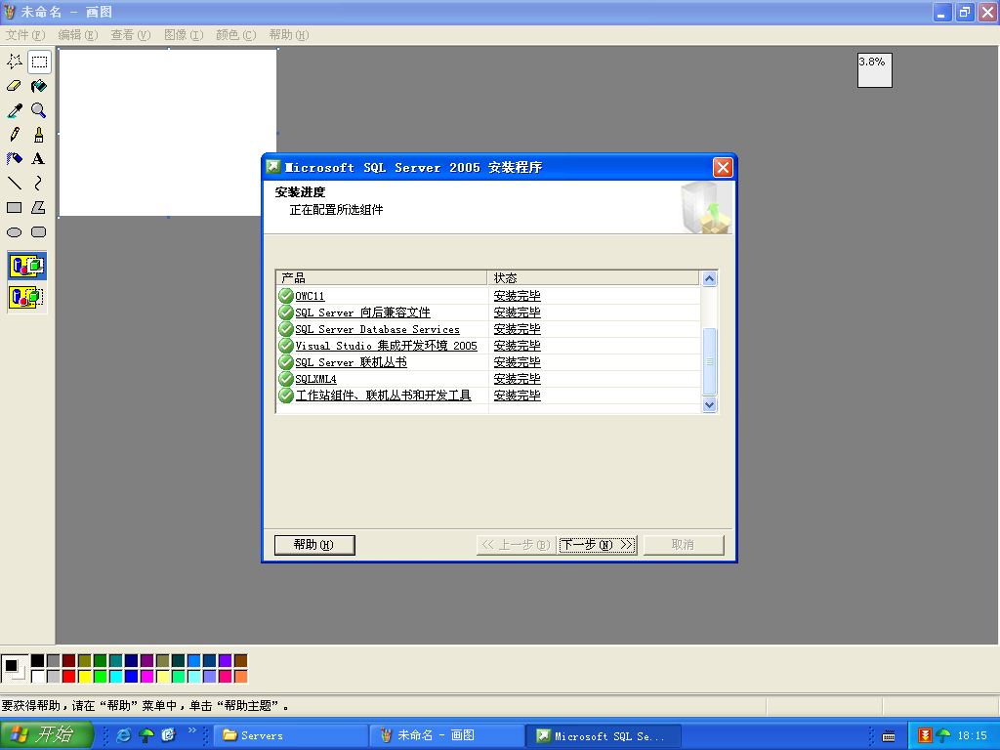 未命名 - 画图
文件(F) 编辑(E) 查看(V) 图像(I) 颜色(C) 帮助(H)
3.8%
A
Microsoft SQL Server 2005 安装程序
安装进度
正在配置所选组件
产品 状态
OWC11 安装完毕
SQL Server 向后兼容文件 安装完毕
SQL Server Database Services 安装完毕
Visual Studio 集成开发环境 2005 安装完毕
SQL Server 联机丛书 安装完毕
SQLXML4 安装完毕
工作站组件、联机丛书和开发工具 安装完毕
帮助(H) << 上一步(B) 下一步(N) >> 取消
要获得帮助，请在“帮助”菜单中，单击“帮助主题”。
开始 Servers 未命名 - 画图 Microsoft SQL Se... 18:15